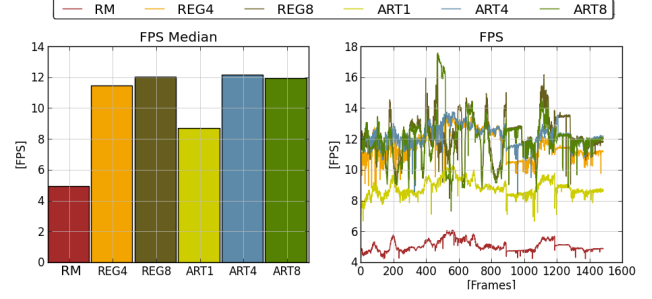 RM REG4 REG8 ART1 ART4 ART8
FPS Median
FPS
14
12
10
8
6
4
2
0
[FPS]
RM REG4 REG8 ART1 ART4 ART8
18
16
14
12
10
8
6
4
[FPS]
0 200 400 600 800 1000 1200 1400 1600
[Frames]